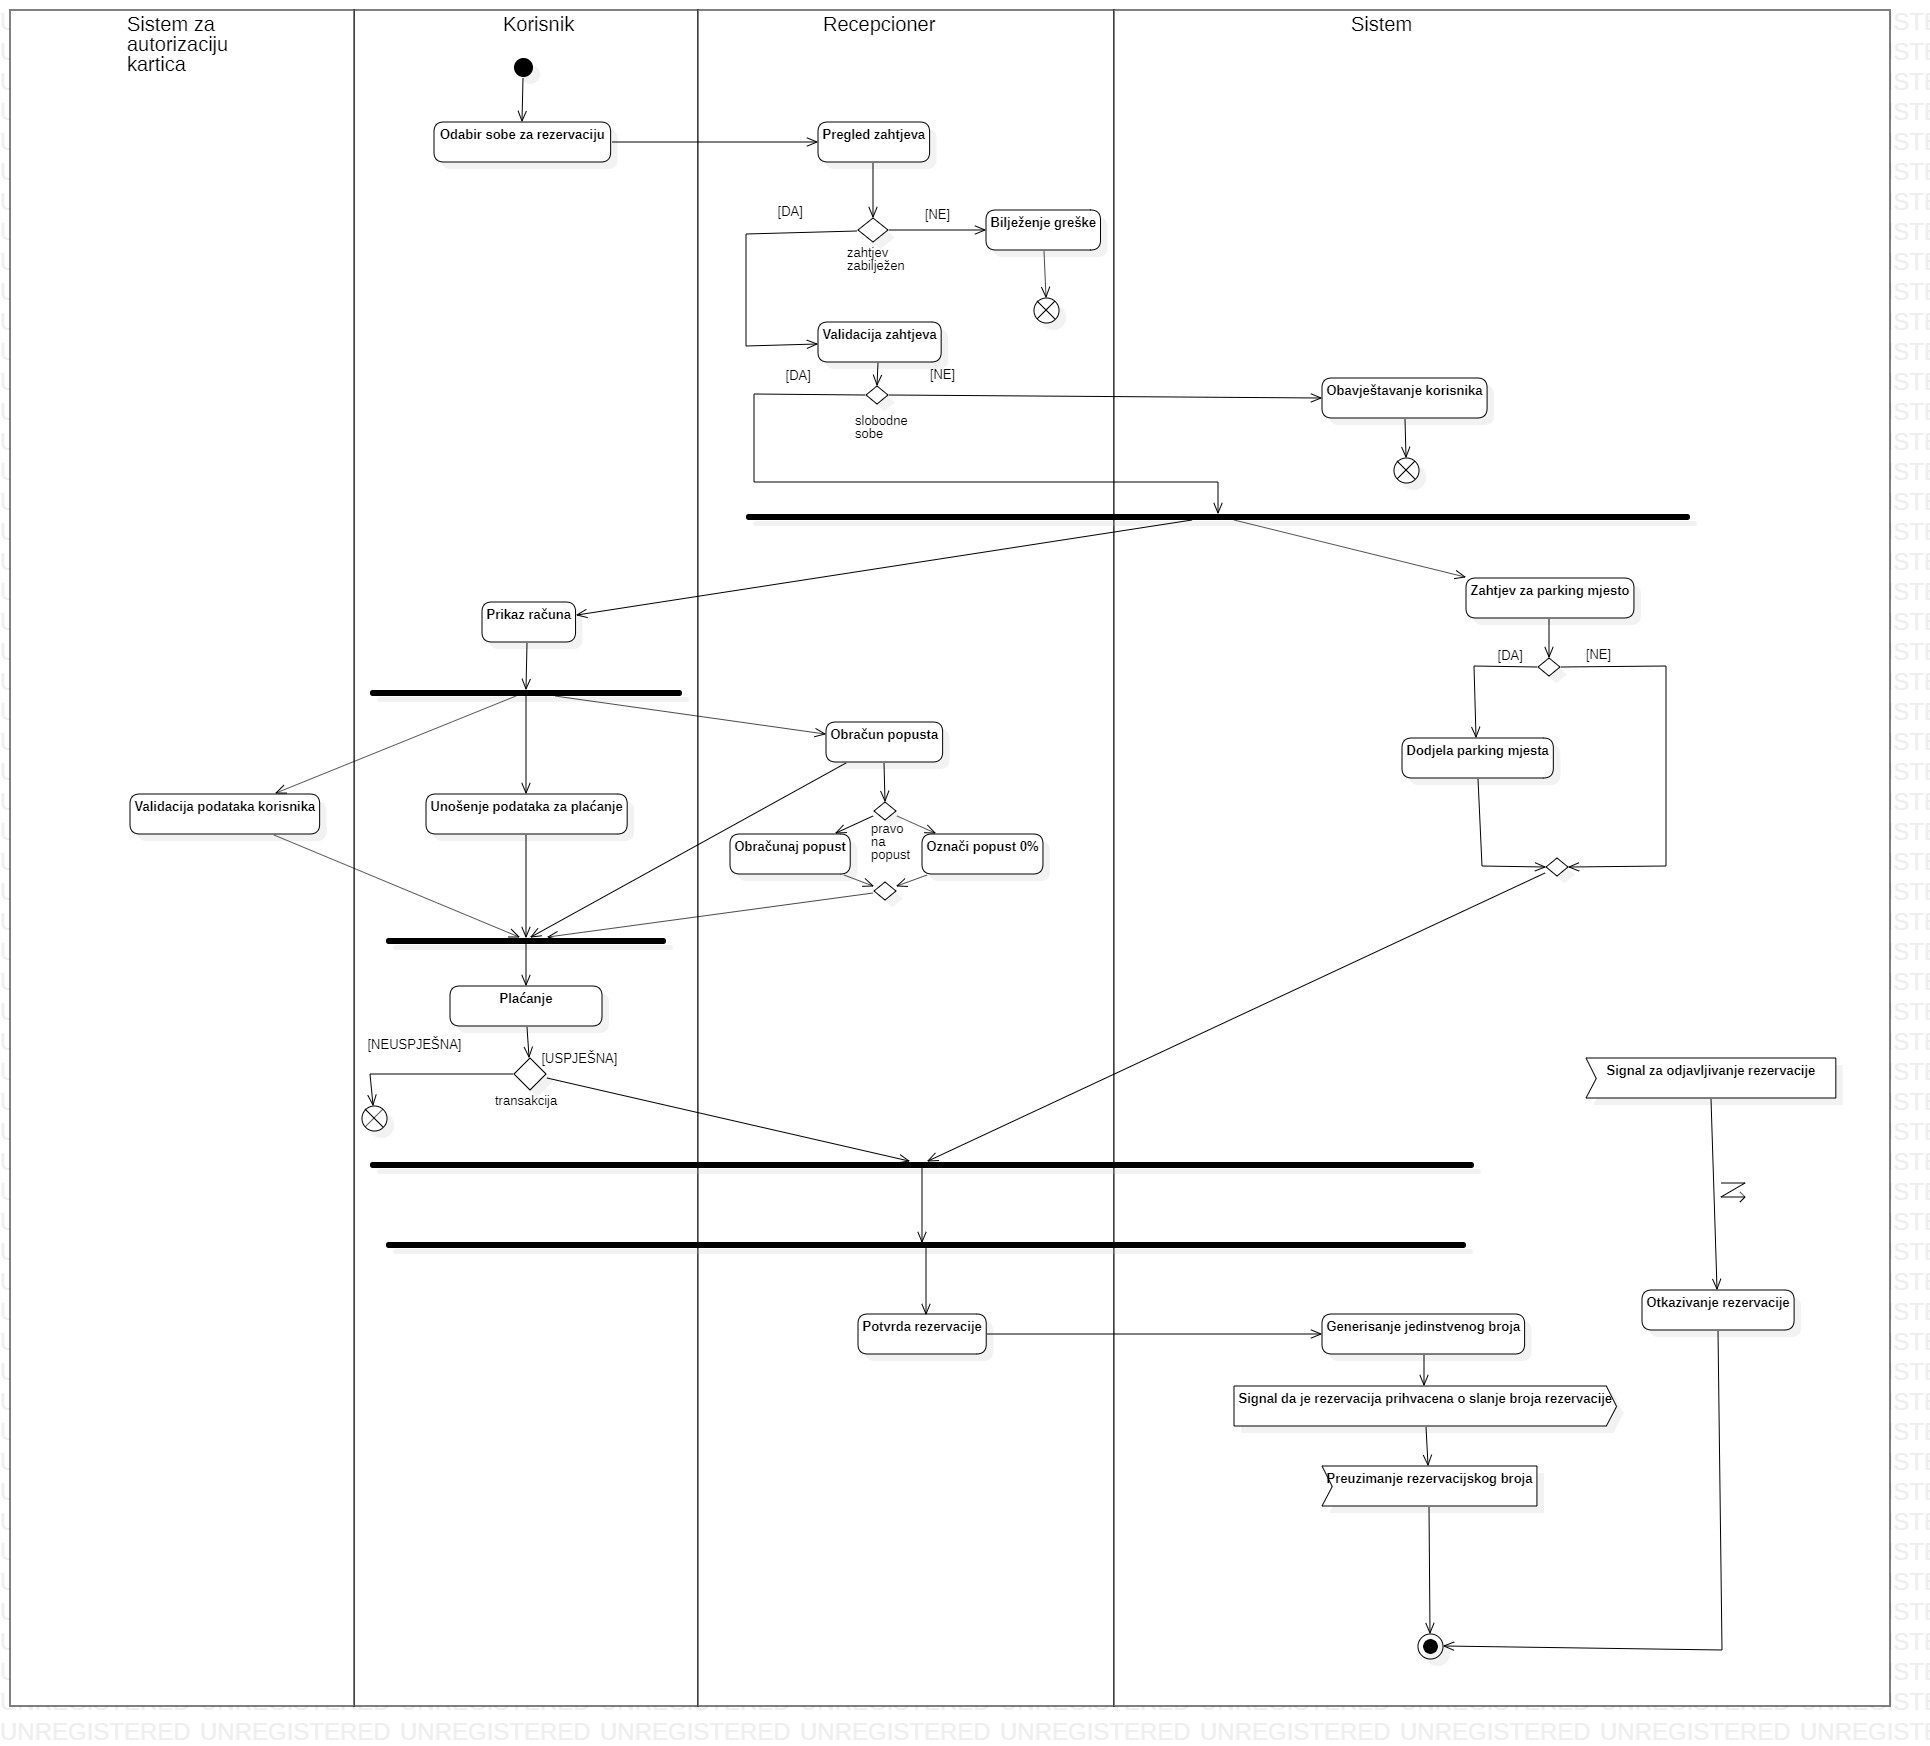 Sistem za
autorizaciju
kartica
Korisnik
Recepcioner
Sistem
Odabir sobe za rezervaciju
Pregled zahtjeva
[DA]
[NE]
Bilježenje greške
zahtjev
zabilježen
Validacija zahtjeva
[DA]
[NE]
Obavještavanje korisnika
slobodne
sobe
Zahtjev za parking mjesto
Prikaz računa
[DA]
[NE]
Obračun popusta
Dodjela parking mjesta
Validacija podataka korisnika
Unošenje podataka za plaćanje
pravo
na
popust
Obračunaj popust
Označi popust 0%
Plaćanje
[NEUSPJEŠNA]
[USPJEŠNA]
transakcija
Signal za odjavljivanje rezervacije
Otkazivanje rezervacije
Potvrda rezervacije
Generisanje jedinstvenog broja
Signal da je rezervacija prihvacena o slanje broja rezervacije
Preuzimanje rezervacijskog broja
UNREGISTERED UNREGISTERED UNREGISTERED UNREGISTERED UNREGISTERED UNREGISTERED UNREGISTERED UNREGISTERED UNREGISTERED UNREGIS